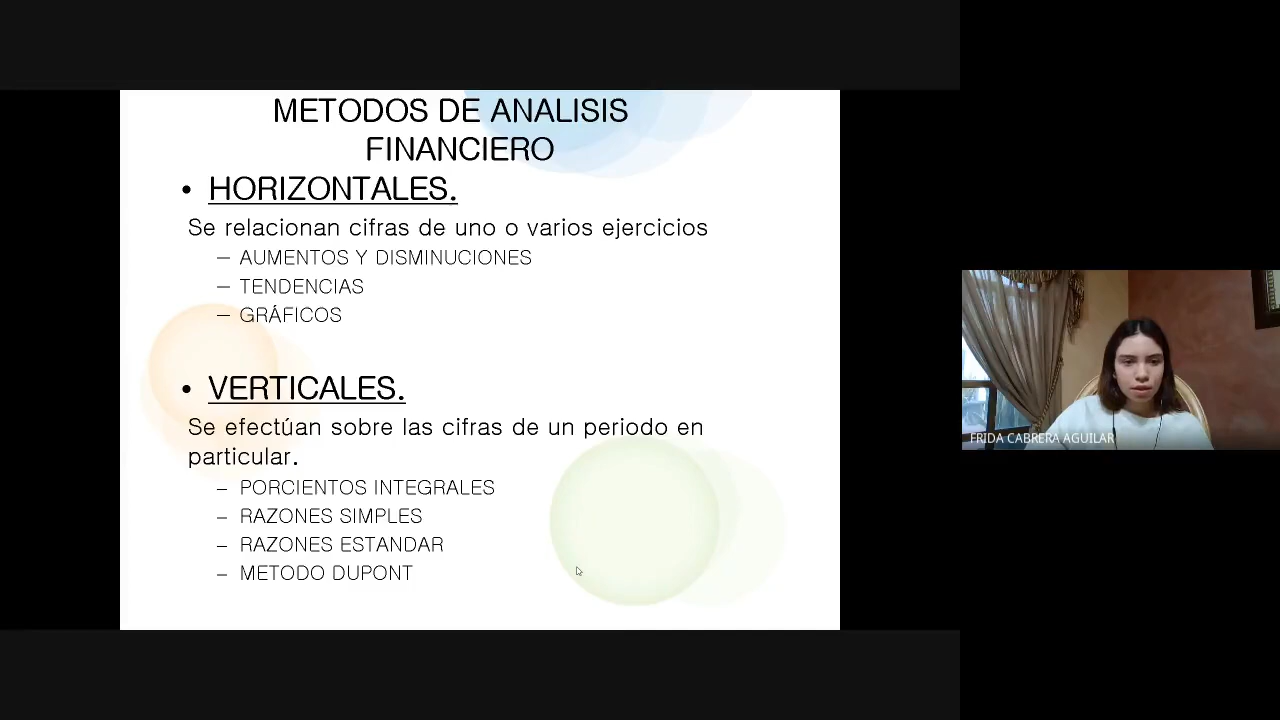 METODOS DE ANALISIS
FINANCIERO
• HORIZONTALES.
Se relacionan cifras de uno o varios ejercicios
– AUMENTOS Y DISMINUCIONES
– TENDENCIAS
– GRÁFICOS
• VERTICALES.
Se efectúan sobre las cifras de un periodo en
particular.
– PORCIENTOS INTEGRALES
– RAZONES SIMPLES
– RAZONES ESTANDAR
– METODO DUPONT
FRIDA CABRERA AGUILAR